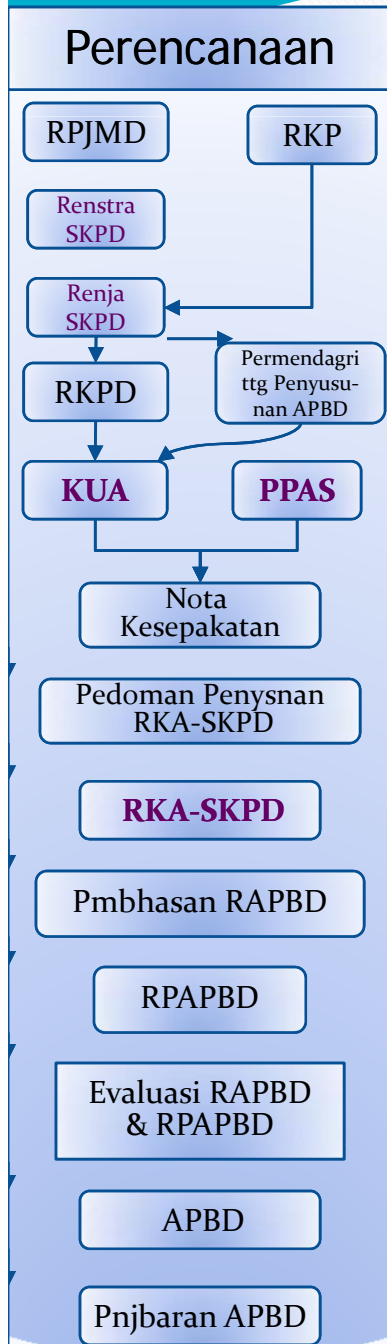 Perencanaan
RPJMD
RKP
Renstra
SKPD
Renja
SKPD
RKPD
Permendagri
ttg Penyusu-
nan APBD
KUA
PPAS
Nota
Kesepakatan
Pedoman Penysnan
RKA-SKPD
RKA-SKPD
Pmbhasan RAPBD
RPAPBD
Evaluasi RAPBD
& RPAPBD
APBD
Pnjbaran APBD